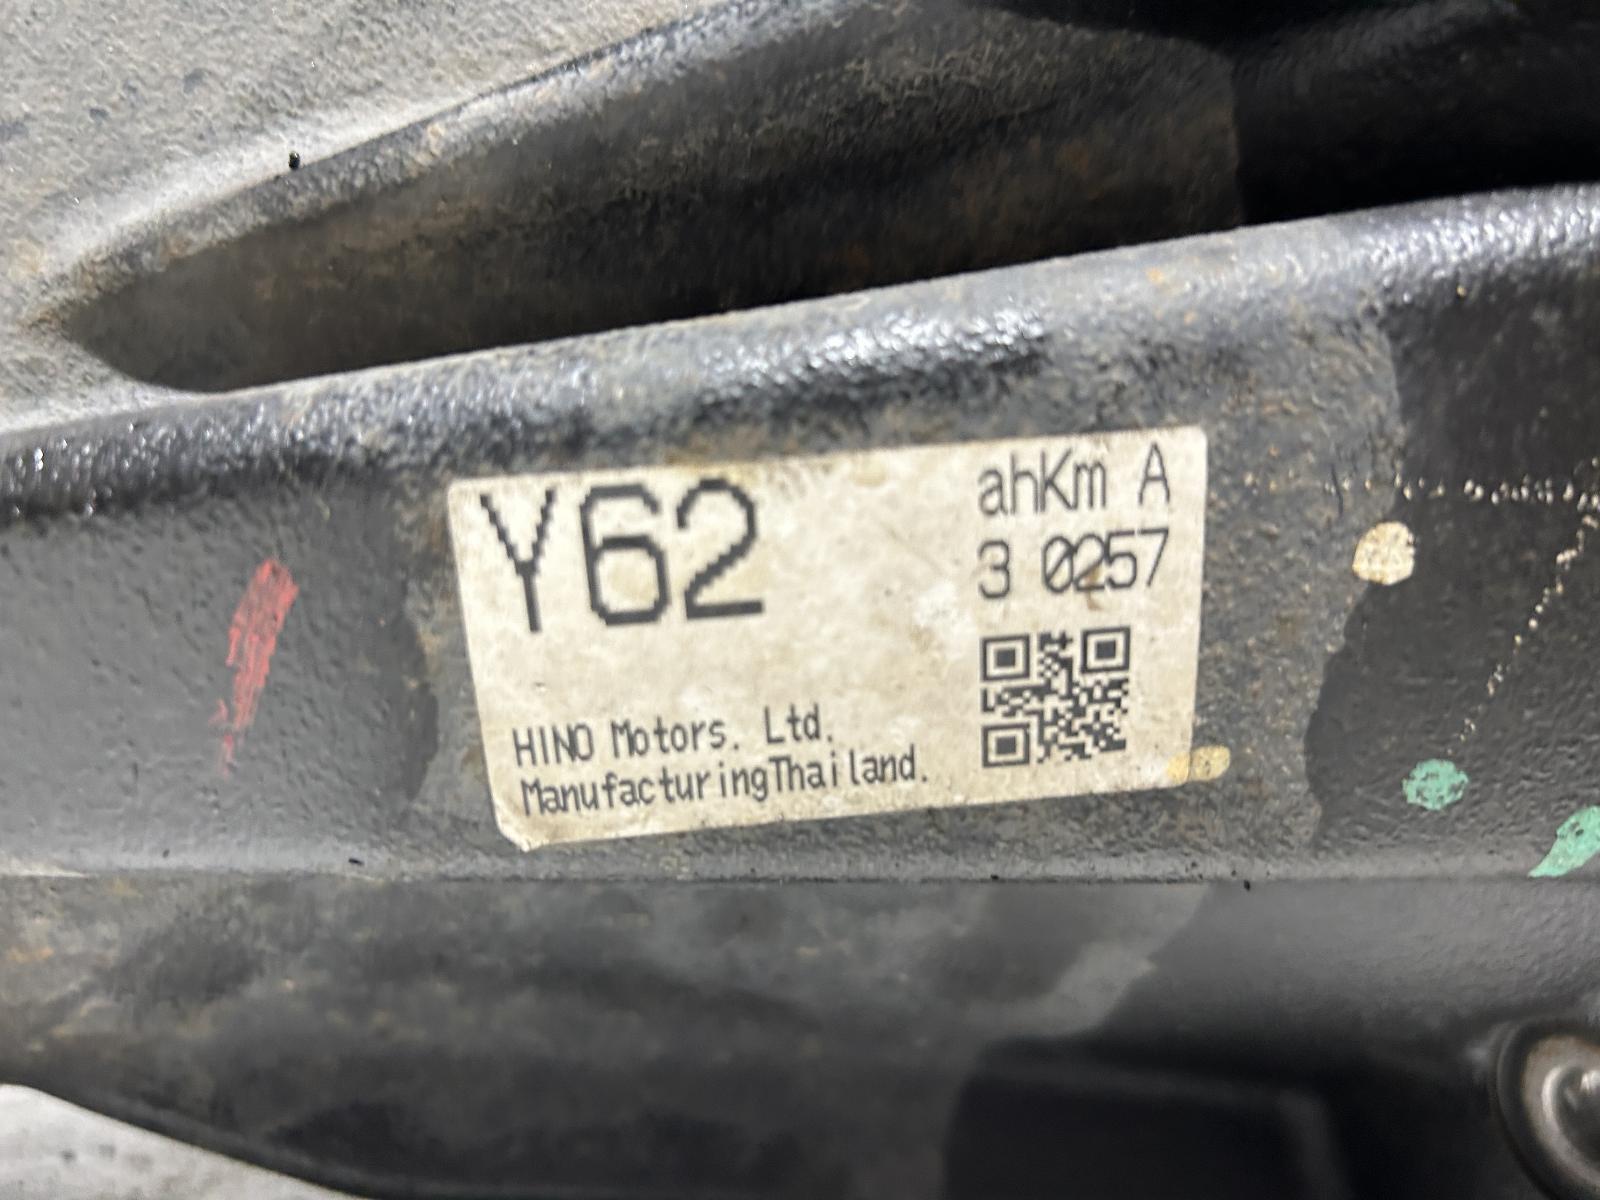 Y62
ahKm A
3 0257
HINO Motors. Ltd.
ManufacturingThailand.